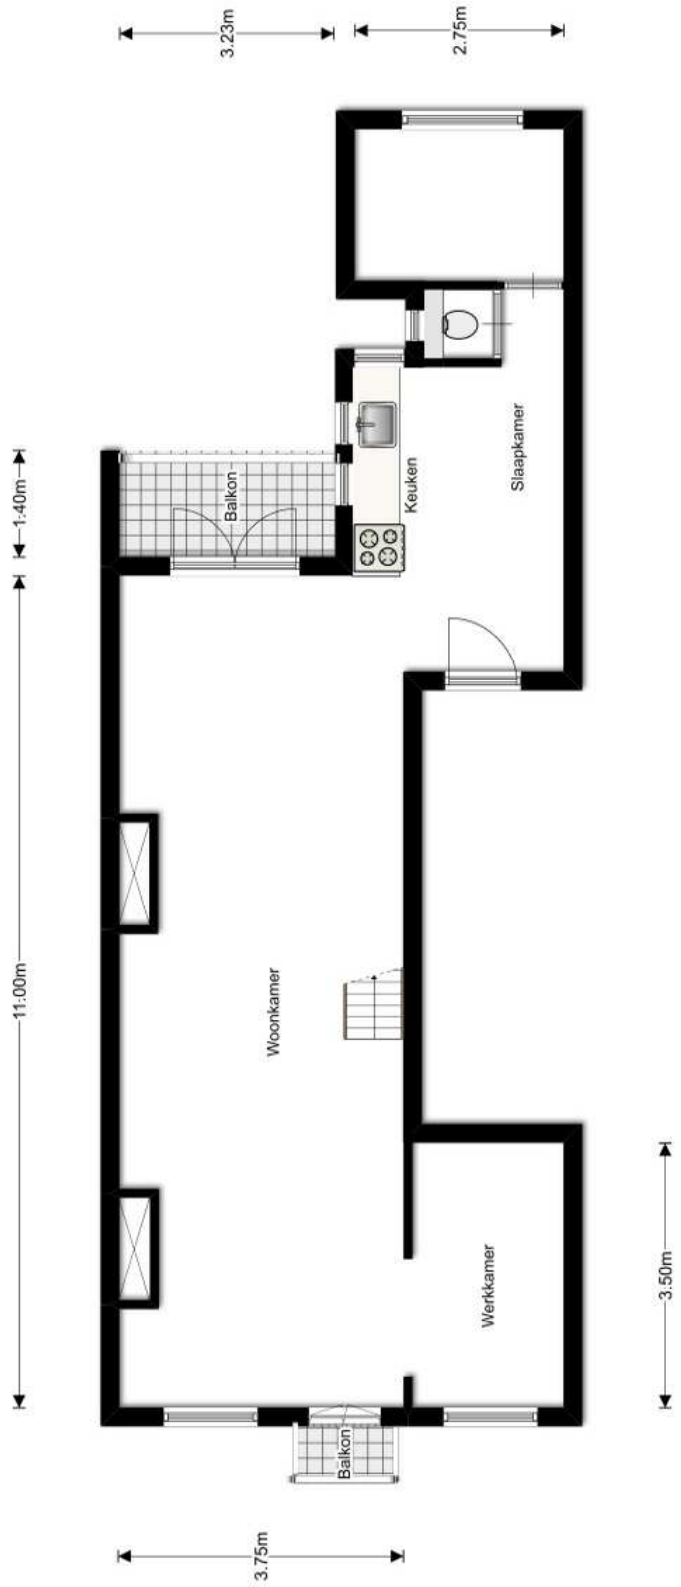 3.23m
2.75m
1:40m
Balkon
Keuken
Slaapkamer
11:00m
Woonkamer
Werkkamer
3.50m
Balkon
3.75m